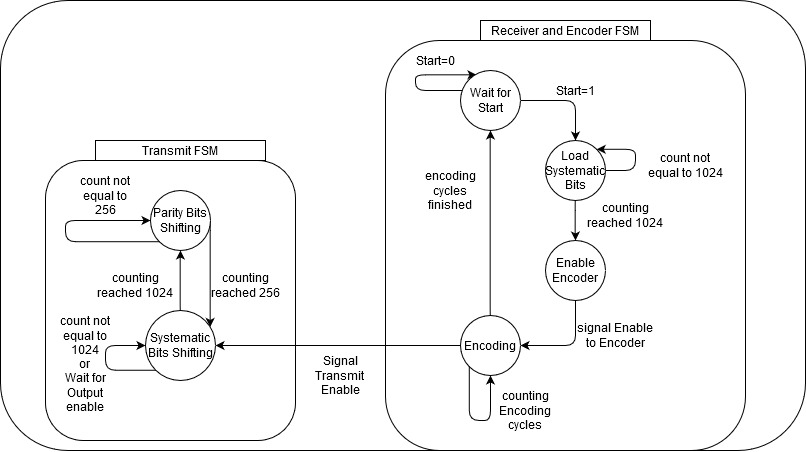 Receiver and Encoder FSM
Start=0
Wait for
Start
Start=1
Load
Systematic
Bits
count not
equal to 1024
encoding
cycles
finished
counting
reached 1024
Enable
Encoder
signal Enable
to Encoder
Encoding
counting
Encoding
cycles
Signal
Transmit
Enable
Transmit FSM
count not
equal to
256
Parity Bits
Shifting
counting
reached 1024
counting
reached 256
count not
equal to
1024
or
Wait for
Output
enable
Systematic
Bits Shifting